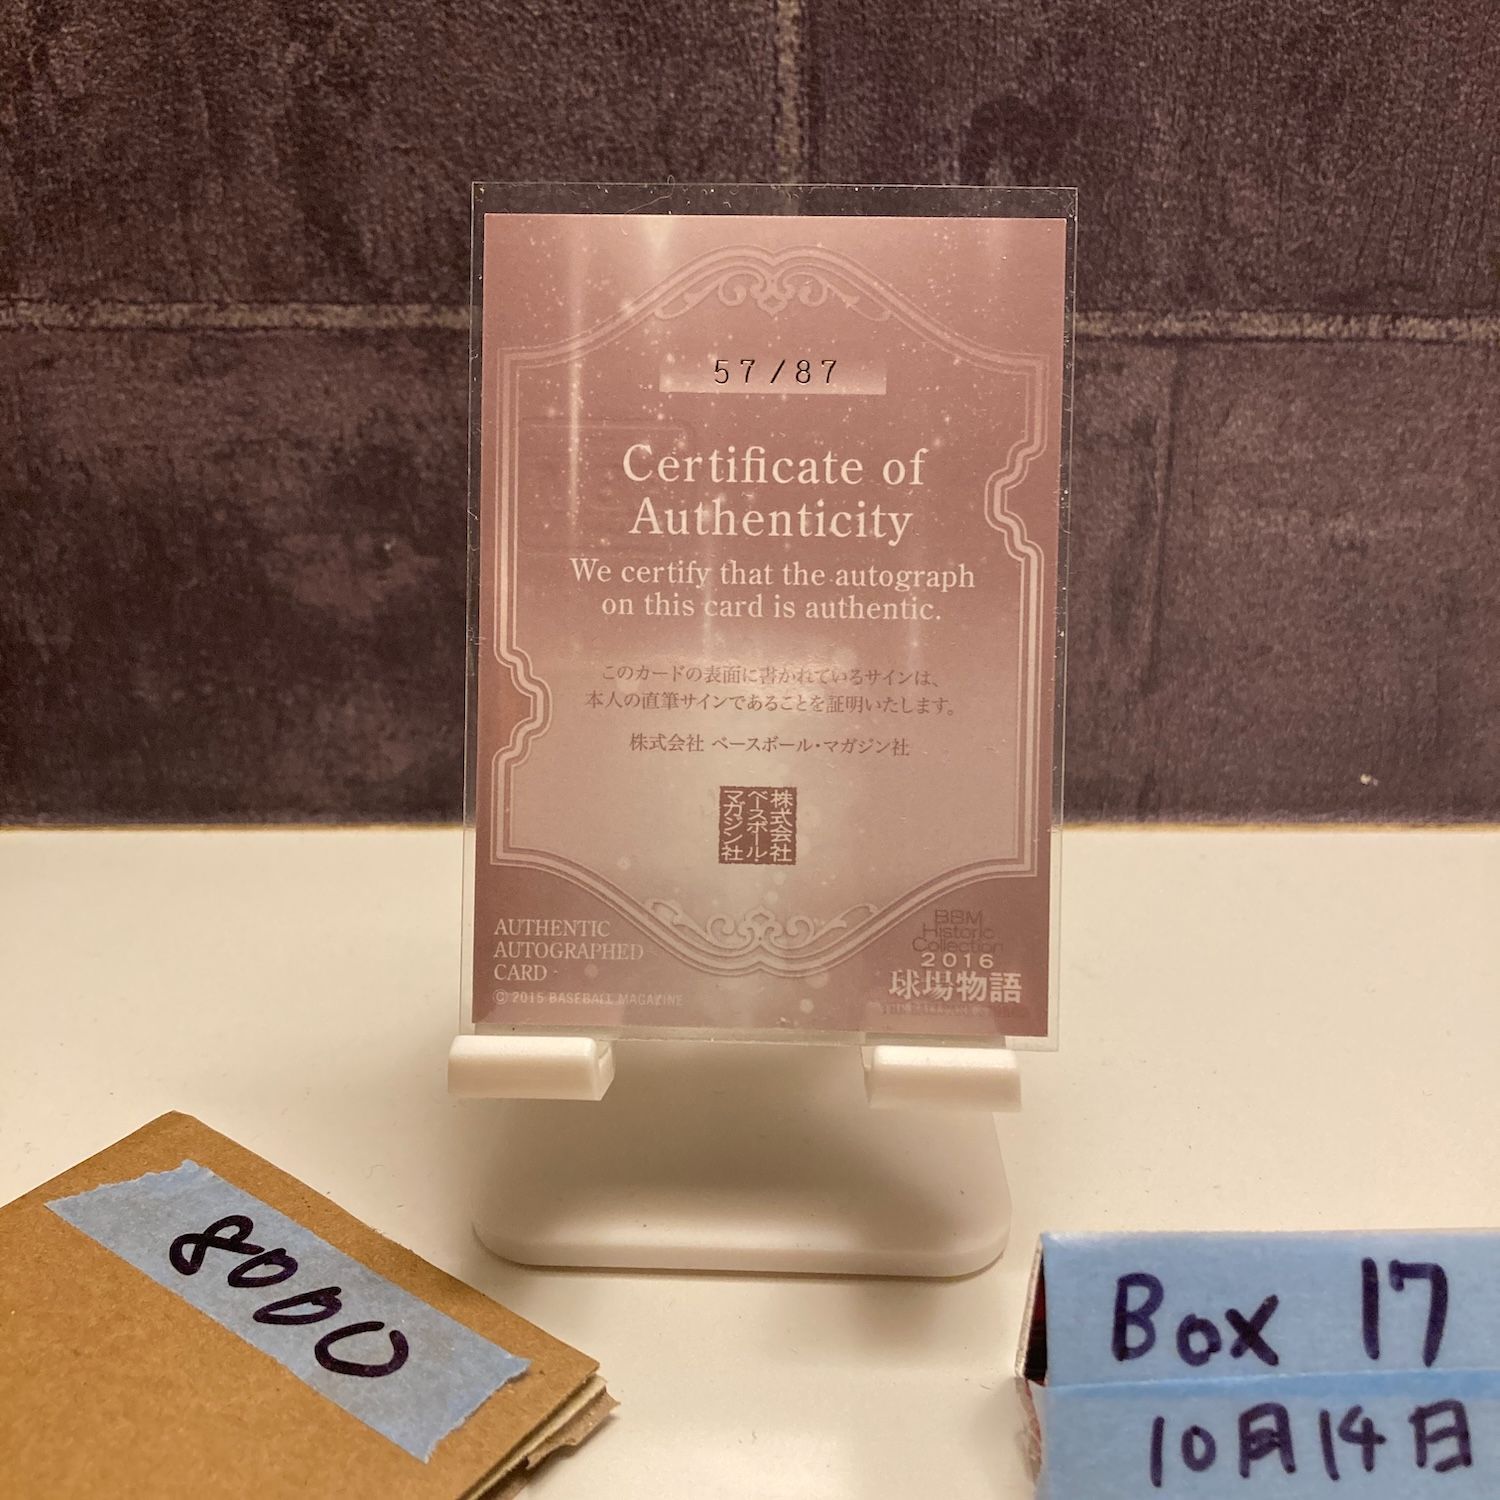 57/87
Certificate of
Authenticity
We certify that the autograph
on this card is authentic.
このカードの表面に書かれているサインは、
本人の直筆サインであることを証明いたします。
株式会社 ベースボール・マガジン社
株式会社
ベースボール・
マガジン社
AUTHENTIC
AUTOGRAPHED
CARD
© 2015 BASEBALL MAGAZINE
BBM
Historic
Collection
2016
球場物語
8000
Box 17
10月14日